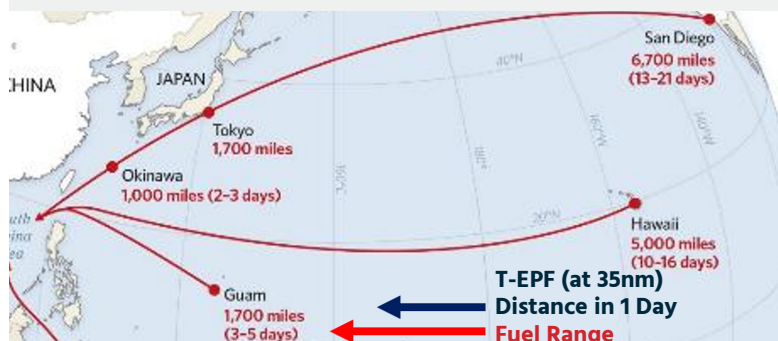 San Diego
6,700 miles
(13–21 days)
CHINA
JAPAN
40°N
Tokyo
1,700 miles
Okinawa
1,000 miles (2–3 days)
20°N
Hawaii
5,000 miles
(10–16 days)
Guam
1,700 miles
(3–5 days)
T-EPF (at 35nm)
Distance in 1 Day
Fuel Range